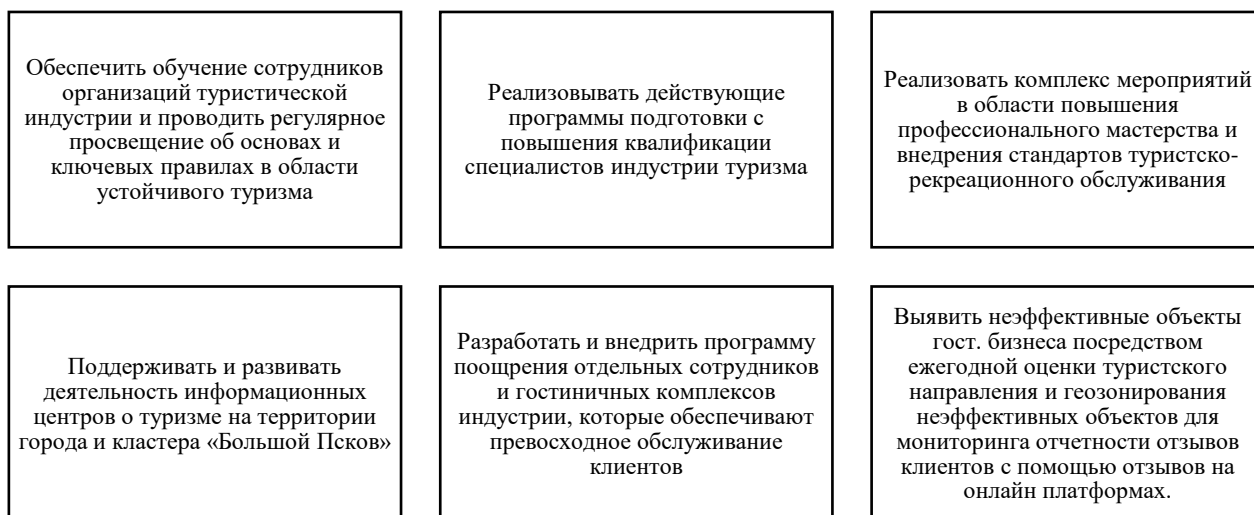 Обеспечить обучение сотрудников
организаций туристической
индустрии и проводить регулярное
просвещение об основах и
ключевых правилах в области
устойчивого туризма
Реализовывать действующие
программы подготовки с
повышения квалификации
специалистов индустрии туризма
Реализовать комплекс мероприятий
в области повышения
профессионального мастерства и
внедрения стандартов туристско-
рекреационного обслуживания
Поддерживать и развивать
деятельность информационных
центров о туризме на территории
города и кластера «Большой Псков»
Разработать и внедрить программу
поощрения отдельных сотрудников
и гостиничных комплексов
индустрии, которые обеспечивают
превосходное обслуживание
клиентов
Выявить неэффективные объекты
гост. бизнеса посредством
ежегодной оценки туристского
направления и геозонирования
неэффективных объектов для
мониторинга отчетности отзывов
клиентов с помощью отзывов на
онлайн платформах.